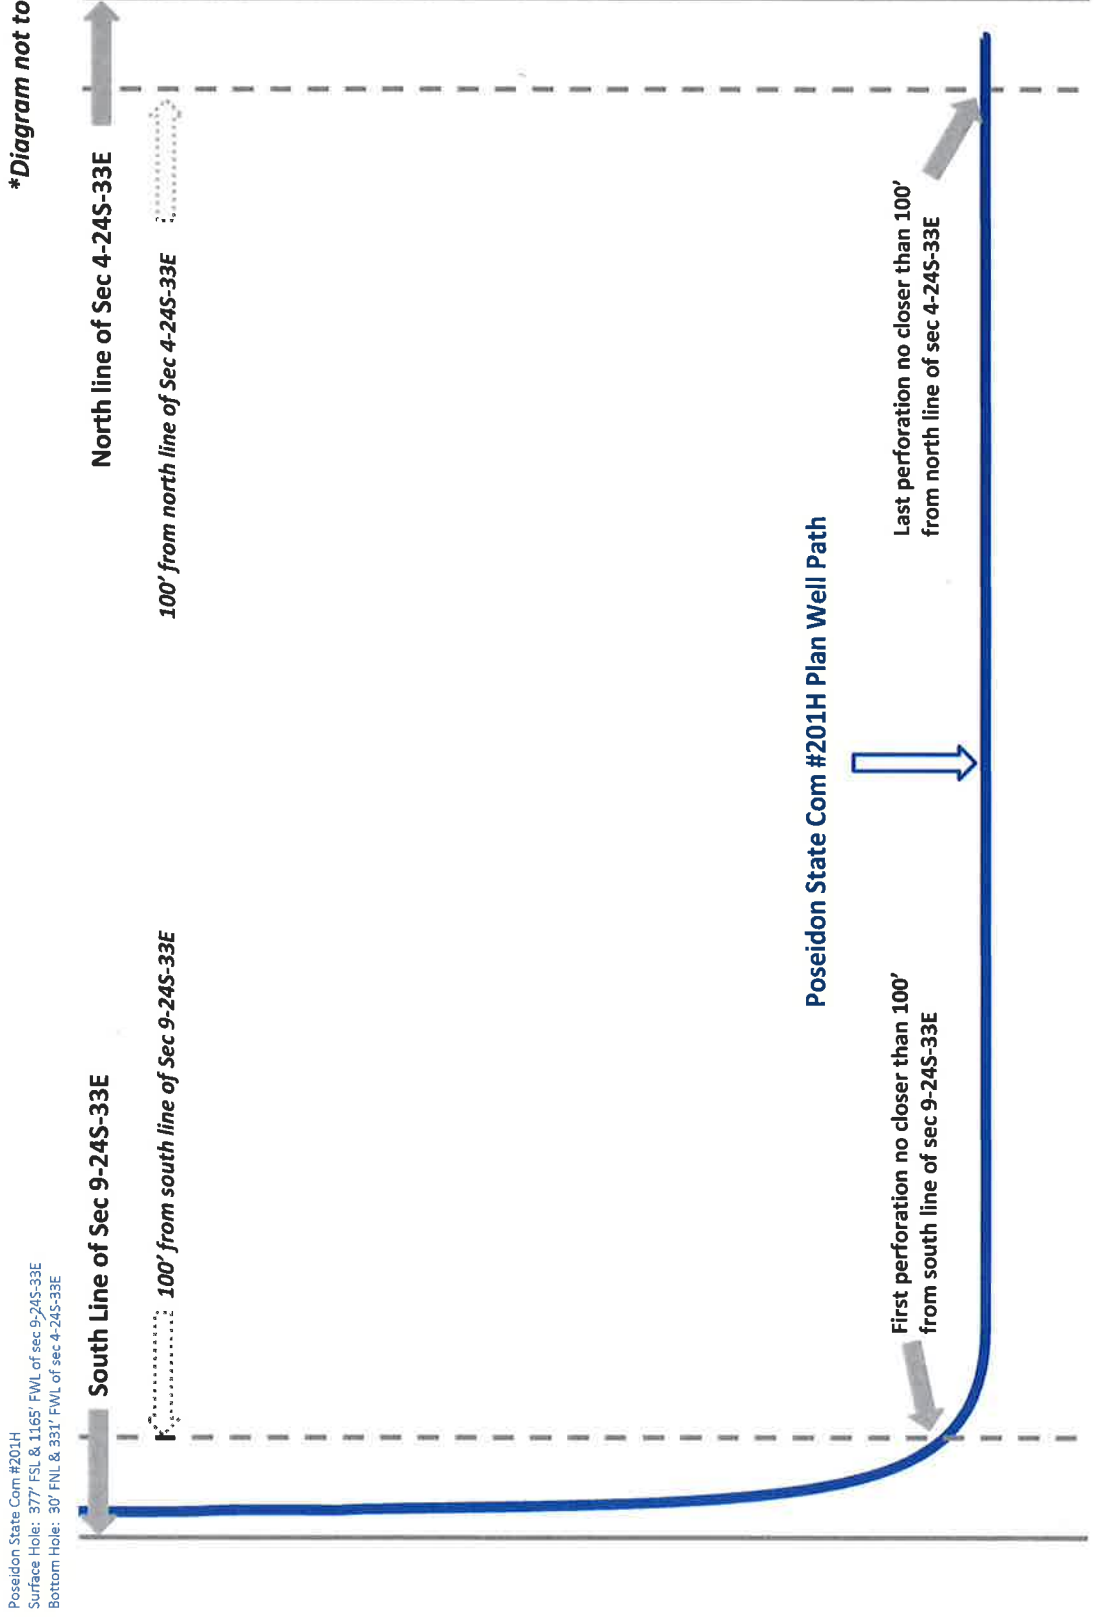 Poseidon State Com #201H
Surface Hole: 377' FSL & 1165' FWL of sec 9-24S-33E
Bottom Hole: 30' FNL & 331' FWL of sec 4-24S-33E
*Diagram not to
South Line of Sec 9-24S-33E
North line of Sec 4-24S-33E
100' from south line of Sec 9-24S-33E
100' from north line of Sec 4-24S-33E
Poseidon State Com #201H Plan Well Path
First perforation no closer than 100'
from south line of sec 9-24S-33E
Last perforation no closer than 100'
from north line of sec 4-24S-33E